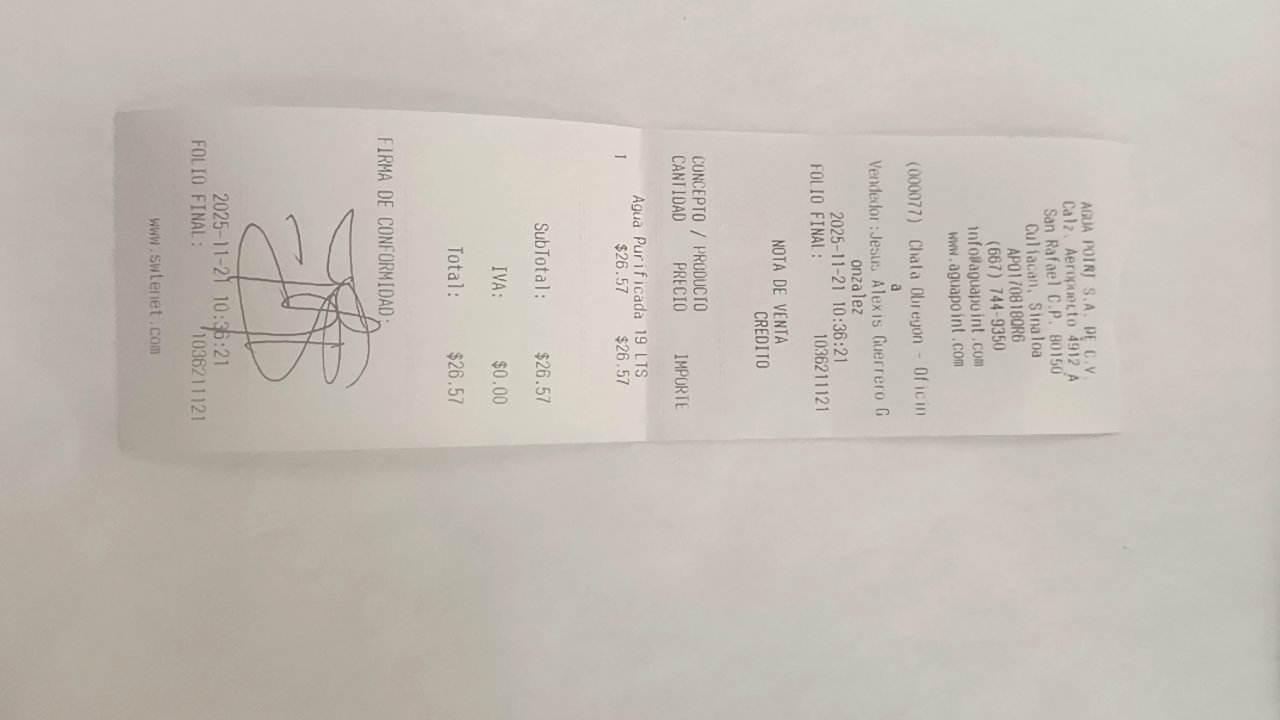 AGUA POINT S.A. DE C.V.
Calz. Aeropuerto 4912 A
San Rafael C.P. 80150
Culiacan, Sinaloa
APO170818QR6
(667) 744-9350
info@aguapoint.com
www.aguapoint.com
(000077) Chata Obregon - Oficin
a
Vendedor:Jesus Alexis Guerrero G
onzalez
2025-11-21 10:36:21
FOLIO FINAL: 1036211121
NOTA DE VENTA
CREDITO
CONCEPTO / PRODUCTO
CANTIDAD PRECIO IMPORTE
Agua Purificada 19 LTS
1 $26.57 $26.57
SubTotal: $26.57
IVA: $0.00
Total: $26.57
FIRMA DE CONFORMIDAD:
2025-11-21 10:36:21
FOLIO FINAL: 1036211121
www.swtenet.com